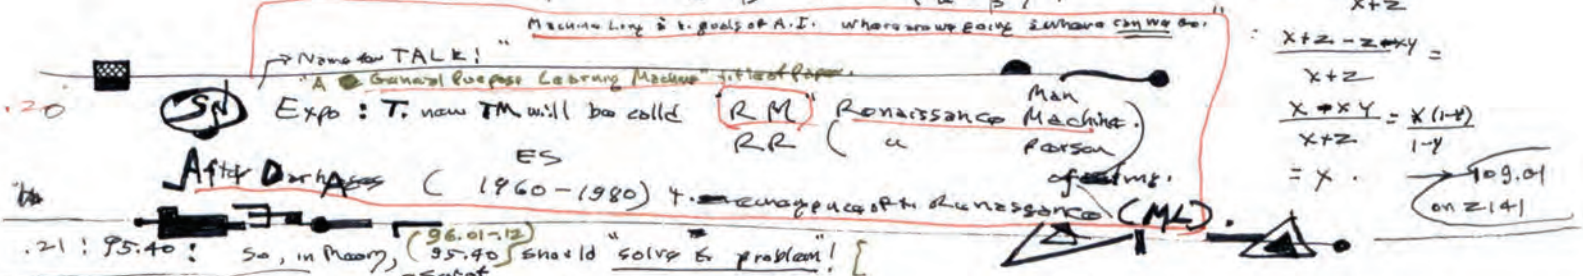 Machine Lrng & t. goals of A.I. Where are we going & where can we go."
x+z
→ Name for TALK!
"A General Purpose Learning Machine" title of Paper.
x+z-z-xy =
x+z
.20 Sol Expo : T. new TM will be calld "RM" Renaissance Machine.
Man
RR ( " Person )
x-xy = x(1-y)
x+z 1-y
= x. → 109.01
on 2141
ES
After Dark Ages ( 1960-1980) t. emergence of t. Renaissance (ML).
.21 : 95.40 : So, in theory, (95.40) should "solve t. problem"! [
96.01-.12